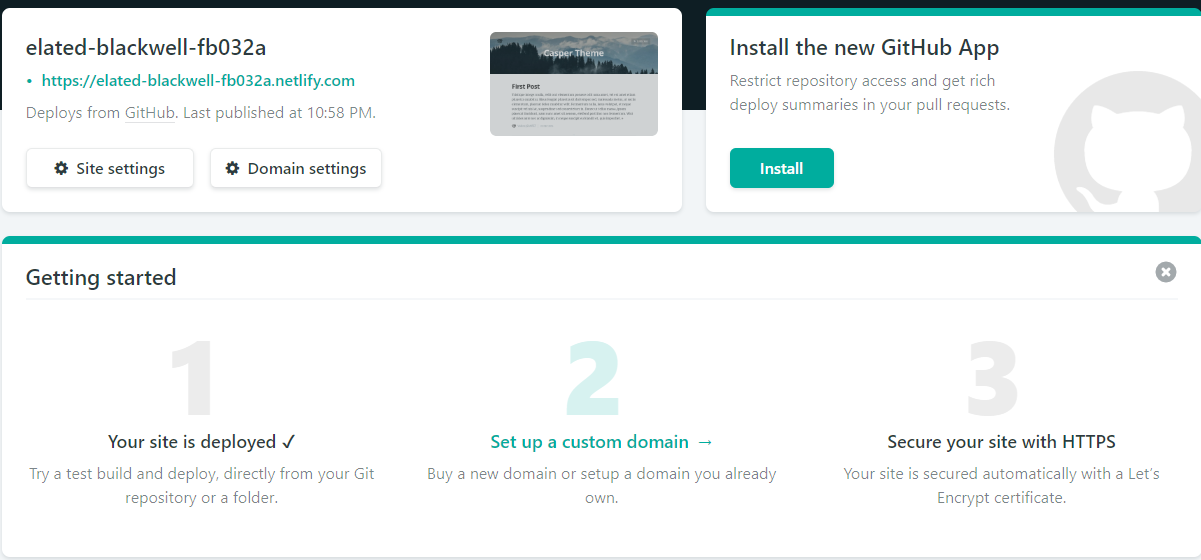 elated-blackwell-fb032a
https://elated-blackwell-fb032a.netlify.com
Deploys from GitHub. Last published at 10:58 PM.
Site settings
Domain settings
Casper Theme
First Post
Install the new GitHub App
Restrict repository access and get rich
deploy summaries in your pull requests.
Install
Getting started
1
Your site is deployed ✓
Try a test build and deploy, directly from your Git
repository or a folder.
2
Set up a custom domain →
Buy a new domain or setup a domain you already
own.
3
Secure your site with HTTPS
Your site is secured automatically with a Let's
Encrypt certificate.